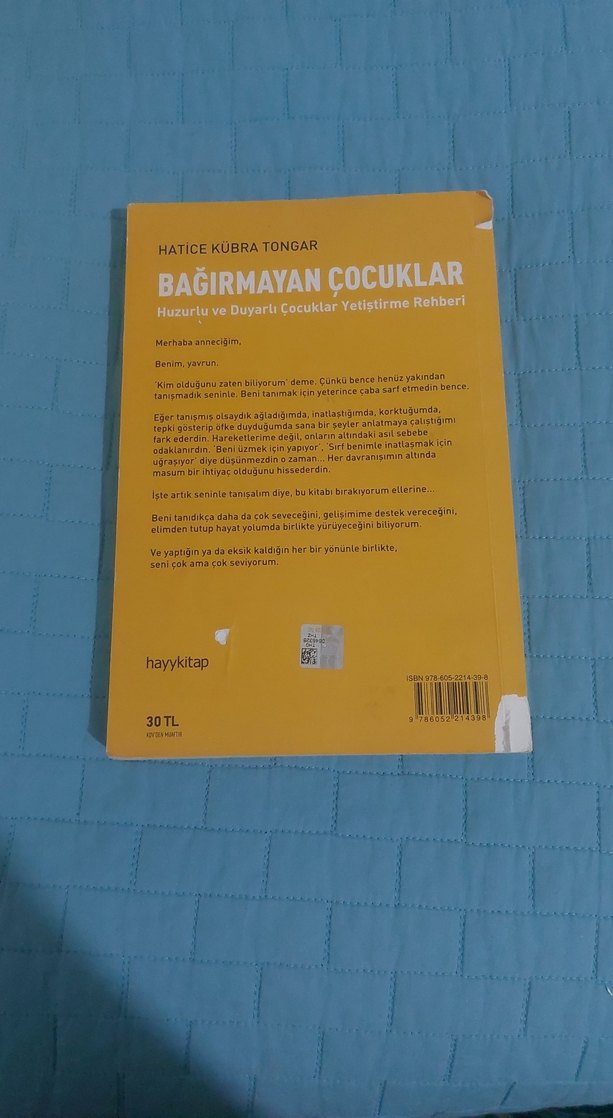 HATİCE KÜBRA TONGAR
BAĞIRMAYAN ÇOCUKLAR
Huzurlu ve Duyarlı Çocuklar Yetiştirme Rehberi
Merhaba anneciğim,
Benim, yavrun.
'Kim olduğunu zaten biliyorum' deme. Çünkü bence henüz yakından
tanışmadık seninle. Beni tanımak için yeterince çaba sarf etmedin bence.
Eğer tanışmış olsaydık ağladığımda, inatlaştığımda, korktuğumda,
tepki gösterip öfke duyduğumda sana bir şeyler anlatmaya çalıştığımı
fark ederdin. Hareketlerime değil, onların altındaki asıl sebebe
odaklanırdın. 'Beni üzmek için yapıyor', 'Sırf benimle inatlaşmak için
uğraşıyor' diye düşünmezdin o zaman... Her davranışımın altında
masum bir ihtiyaç olduğunu hissederdin.
İşte artık seninle tanışalım diye, bu kitabı bırakıyorum ellerine...
Beni tanıdıkça daha da çok seveceğini, gelişimime destek vereceğini,
elimden tutup hayat yolumda birlikte yürüyeceğini biliyorum.
Ve yaptığın ya da eksik kaldığın her bir yönünle birlikte,
seni çok ama çok seviyorum.
hayykitap
ISBN 978-605-2214-39-8
9 786052 214398
30 TL
KDV'DEN MUAFTIR